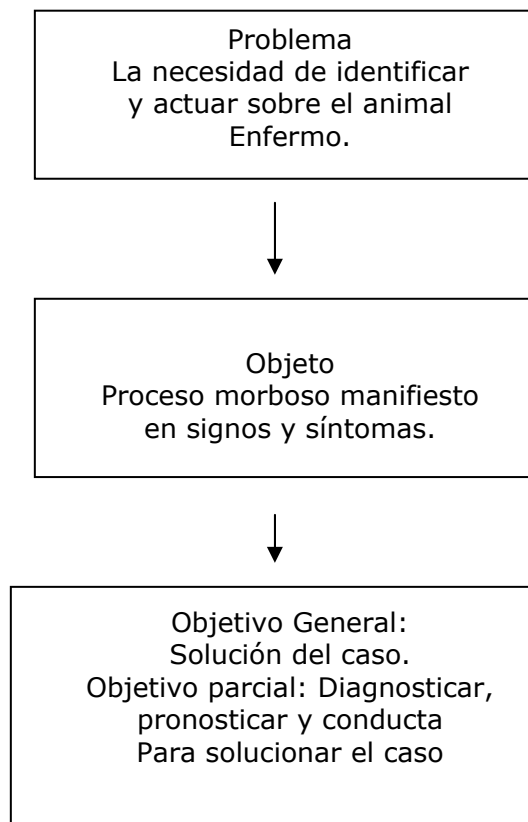 Problema
La necesidad de identificar
y actuar sobre el animal
Enfermo.
Objeto
Proceso morboso manifiesto
en signos y síntomas.
Objetivo General:
Solución del caso.
Objetivo parcial: Diagnosticar,
pronosticar y conducta
Para solucionar el caso